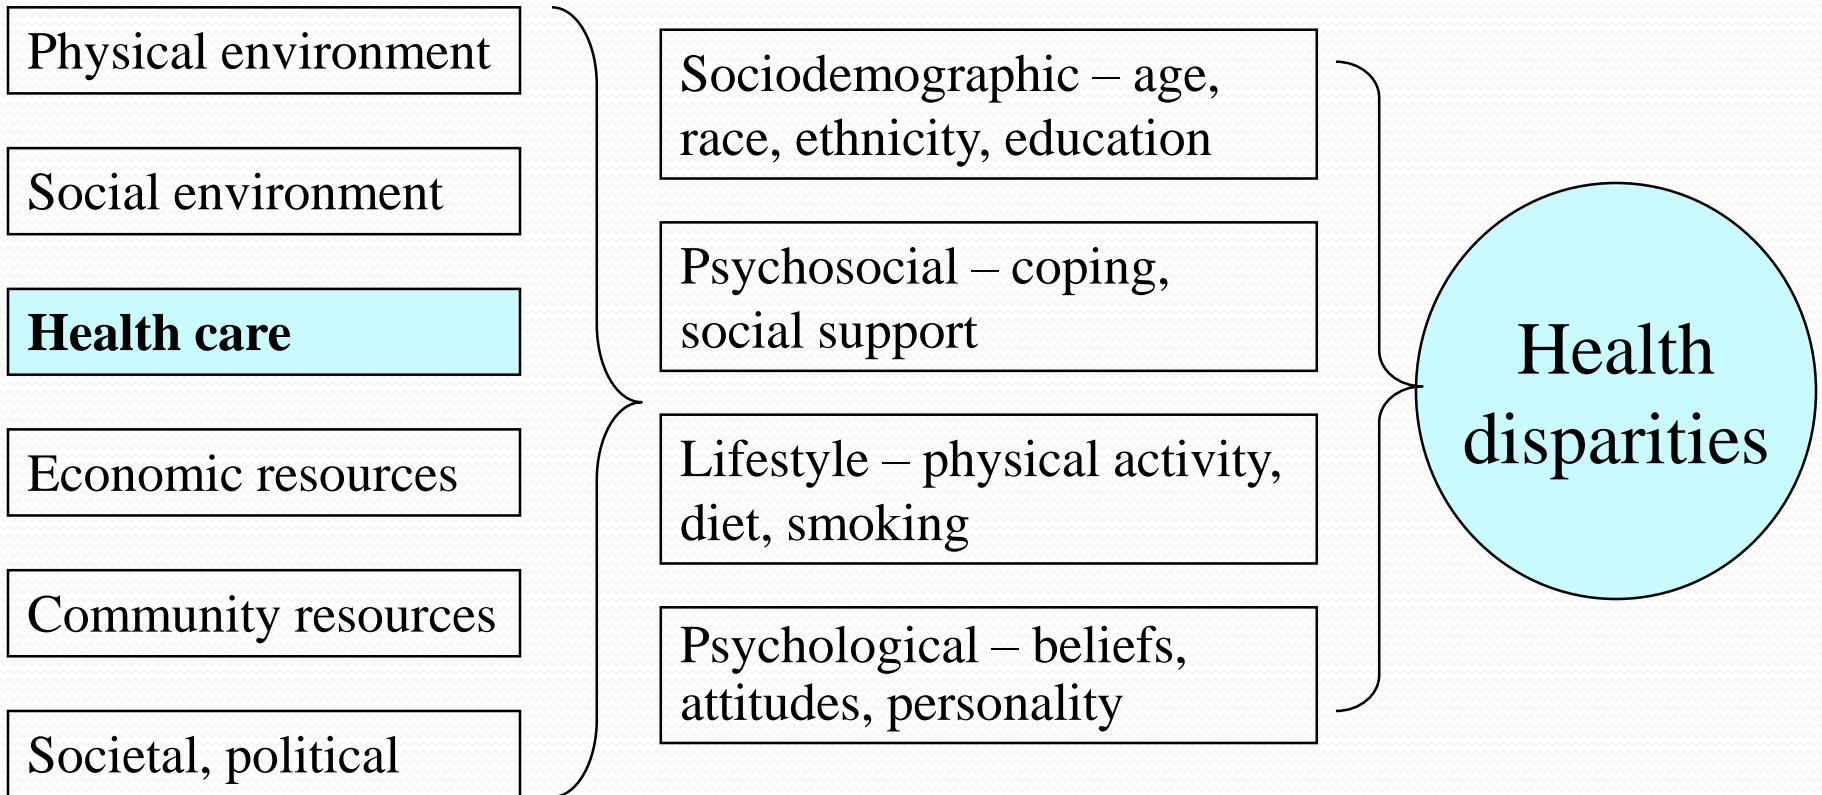 Physical environment
Social environment
Health care
Economic resources
Community resources
Societal, political
Sociodemographic – age,
race, ethnicity, education
Psychosocial – coping,
social support
Lifestyle – physical activity,
diet, smoking
Psychological – beliefs,
attitudes, personality
Health
disparities